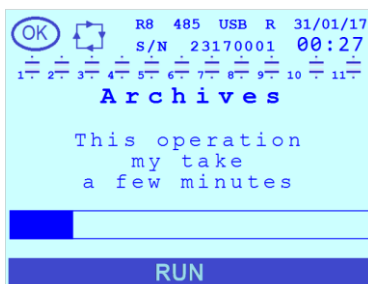 OK R8 485 USB R 31/01/17
S/N 23170001 00:27
1 2 3 4 5 6 7 8 9 10 11
Archives
This operation
my take
a few minutes
RUN